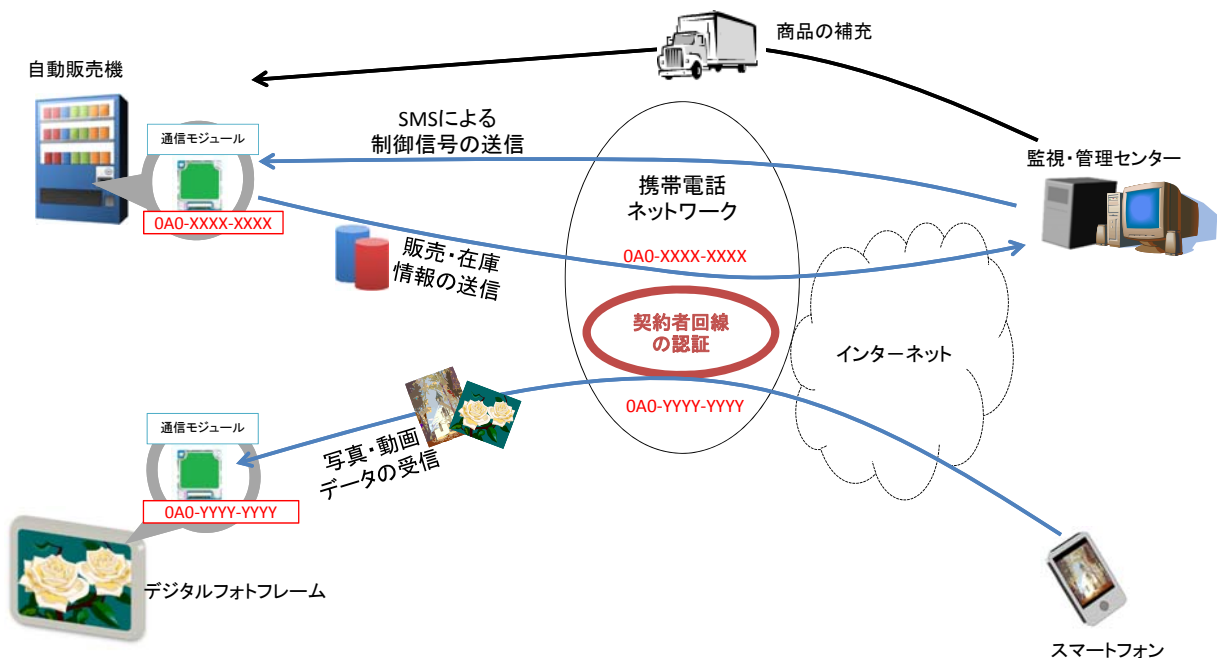 商品の補充
自動販売機
SMSによる
制御信号の送信
通信モジュール
監視・管理センター
携帯電話
ネットワーク
0A0-XXXX-XXXX
販売・在庫
情報の送信
0A0-XXXX-XXXX
契約者回線
の認証
インターネット
0A0-YYYY-YYYY
通信モジュール
写真・動画
データの受信
0A0-YYYY-YYYY
デジタルフォトフレーム
スマートフォン